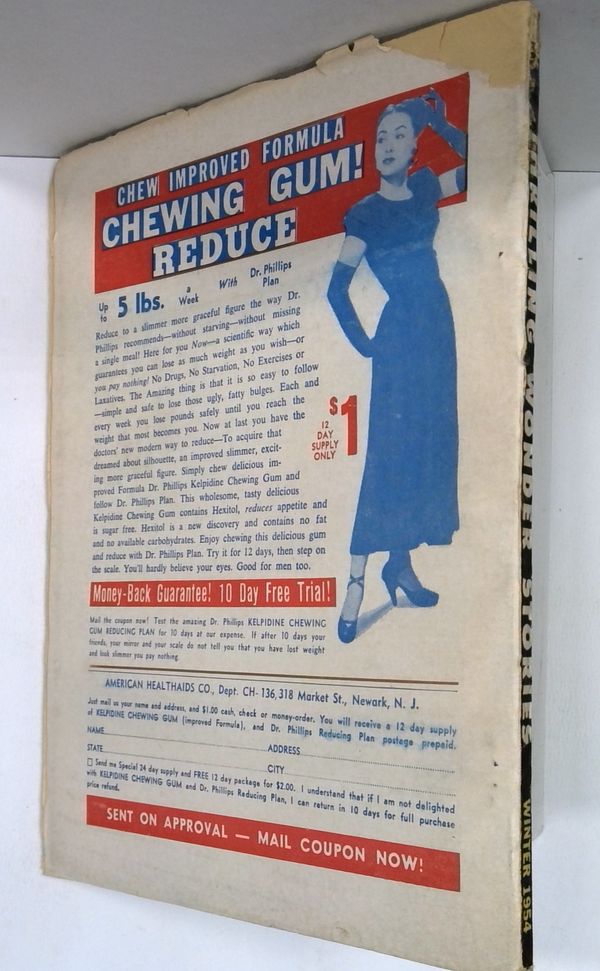 CHEW IMPROVED FORMULA
CHEWING GUM!
REDUCE
Up to 5 lbs. a Week With Dr. Phillips Plan
Reduce to a slimmer more graceful figure the way Dr.
Phillips recommends—without starving—without missing
a single meal! Here for you Now—a scientific way which
guarantees you can lose as much weight as you wish—or
you pay nothing! No Drugs, No Starvation, No Exercises or
Laxatives. The Amazing thing is that it is so easy to follow
—simple and safe to lose those ugly, fatty bulges. Each and
every week you lose pounds safely until you reach the
weight that most becomes you. Now at last you have the
doctors' new modern way to reduce—To acquire that
dreamed about silhouette, an improved slimmer, excit-
ing more graceful figure. Simply chew delicious im-
proved Formula Dr. Phillips Kelpidine Chewing Gum and
follow Dr. Phillips Plan. This wholesome, tasty delicious
Kelpidine Chewing Gum contains Hexitol, reduces appetite and
is sugar free. Hexitol is a new discovery and contains no fat
and no available carbohydrates. Enjoy chewing this delicious gum
and reduce with Dr. Phillips Plan. Try it for 12 days, then step on
the scale. You'll hardly believe your eyes. Good for men too.
$1
12
DAY
SUPPLY
ONLY
Money-Back Guarantee! 10 Day Free Trial!
Mail the coupon now! Test the amazing Dr. Phillips KELPIDINE CHEWING
GUM REDUCING PLAN for 10 days at our expense. If after 10 days your
friends, your mirror and your scale do not tell you that you have lost weight
and look slimmer you pay nothing.
AMERICAN HEALTHAIDS CO., Dept. CH-136, 318 Market St., Newark, N. J.
Just mail us your name and address, and $1.00 cash, check or money-order. You will receive a 12 day supply
of KELPIDINE CHEWING GUM (improved Formula), and Dr. Phillips Reducing Plan postage prepaid.
NAME ADDRESS
STATE CITY
☐ Send me Special 24 day supply and FREE 12 day package for $2.00. I understand that if I am not delighted
with KELPIDINE CHEWING GUM and Dr. Phillips Reducing Plan, I can return in 10 days for full purchase
price refund.
SENT ON APPROVAL — MAIL COUPON NOW!
THRILLING WONDER STORIES WINTER 1954